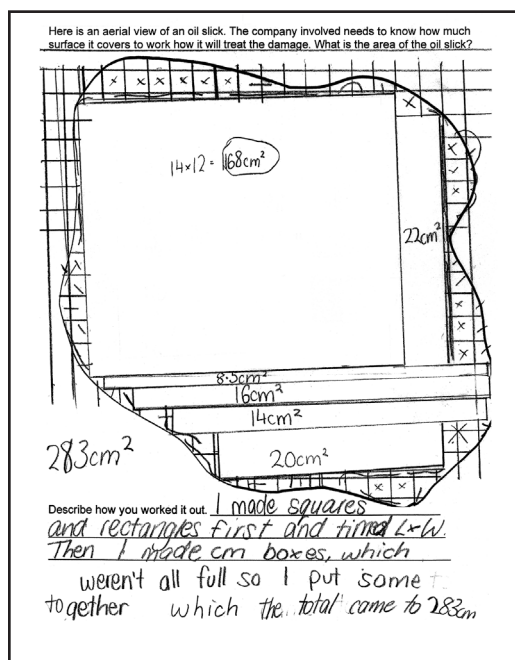 Here is an aerial view of an oil slick. The company involved needs to know how much
surface it covers to work how it will treat the damage. What is the area of the oil slick?
14×12 = 168cm²
22cm²
8.5cm²
16cm²
14cm²
20cm²
283cm²
Describe how you worked it out. I made squares
and rectangles first and timed L×W.
Then I made cm boxes, which
weren't all full so I put some
together which the total came to 283cm